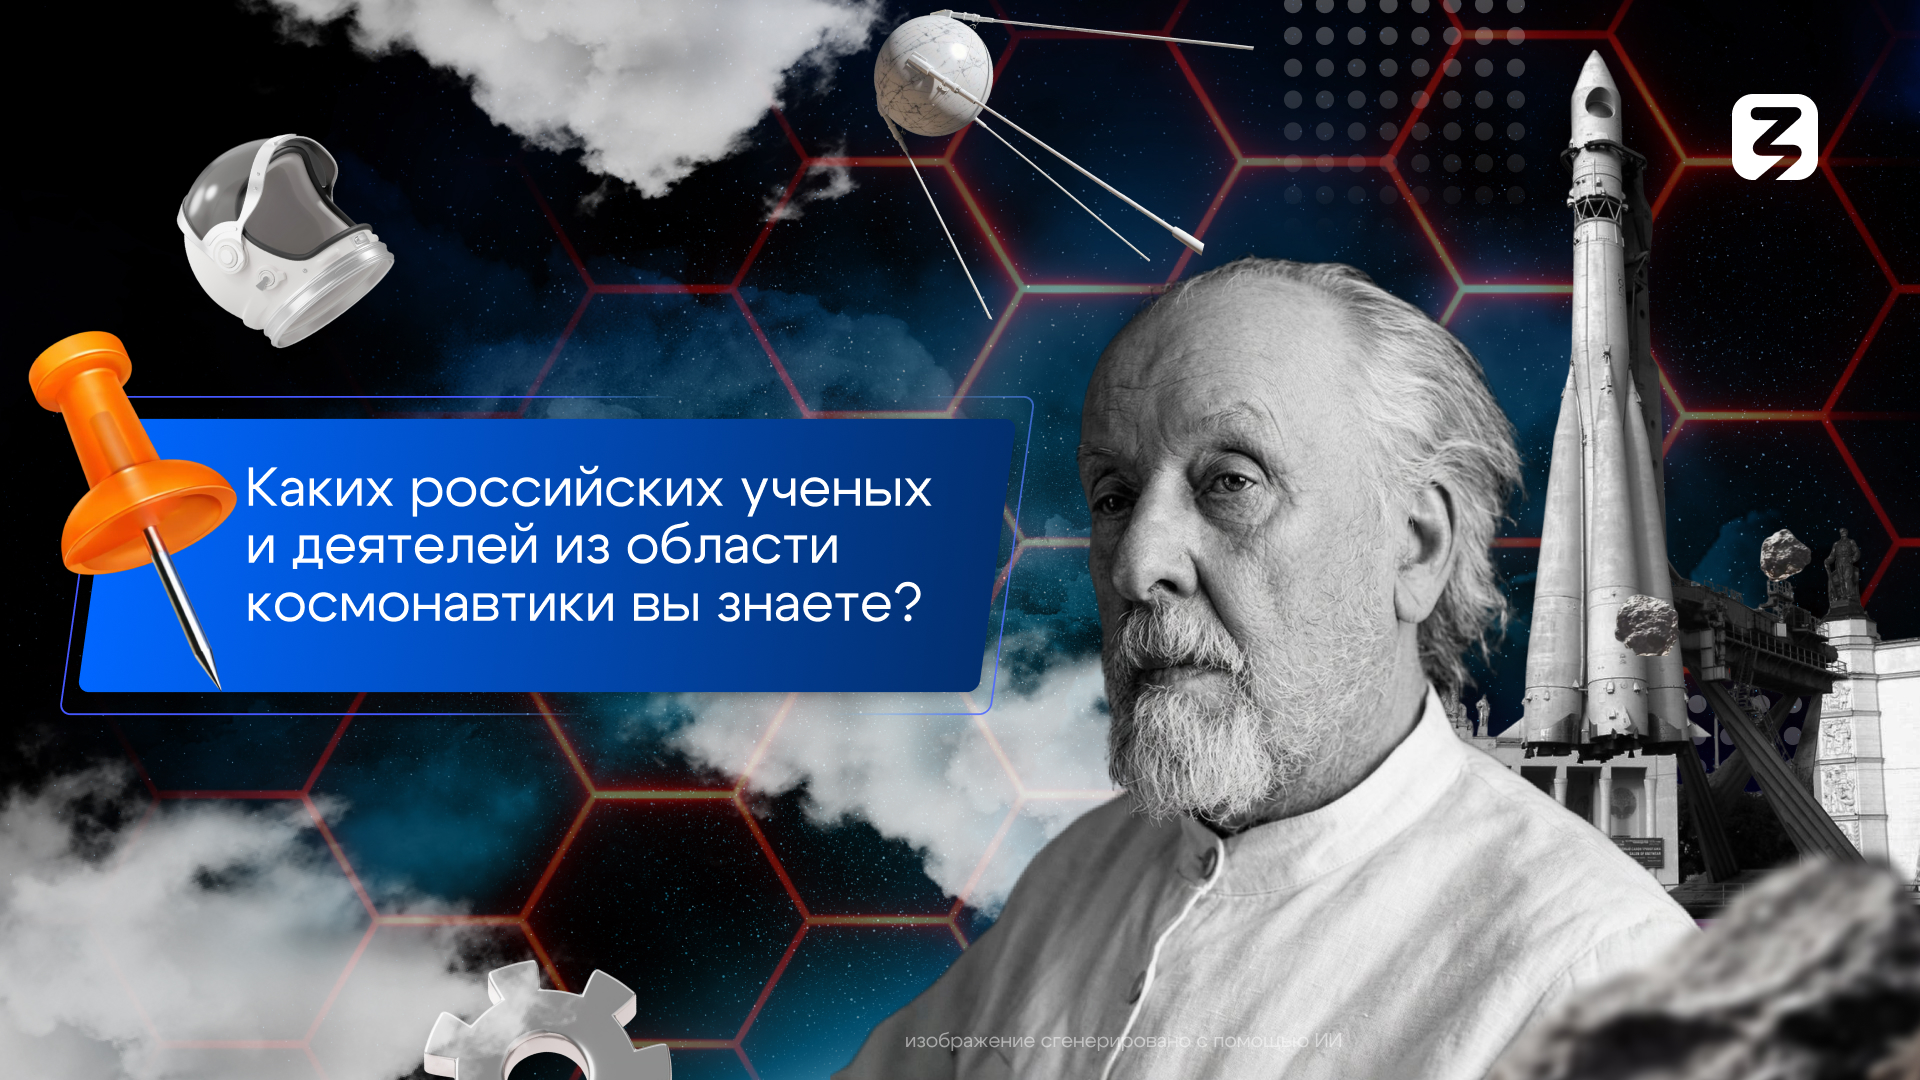 Каких российских ученых
и деятелей из области
космонавтики вы знаете?
изображение сгенерировано с помощью ИИ